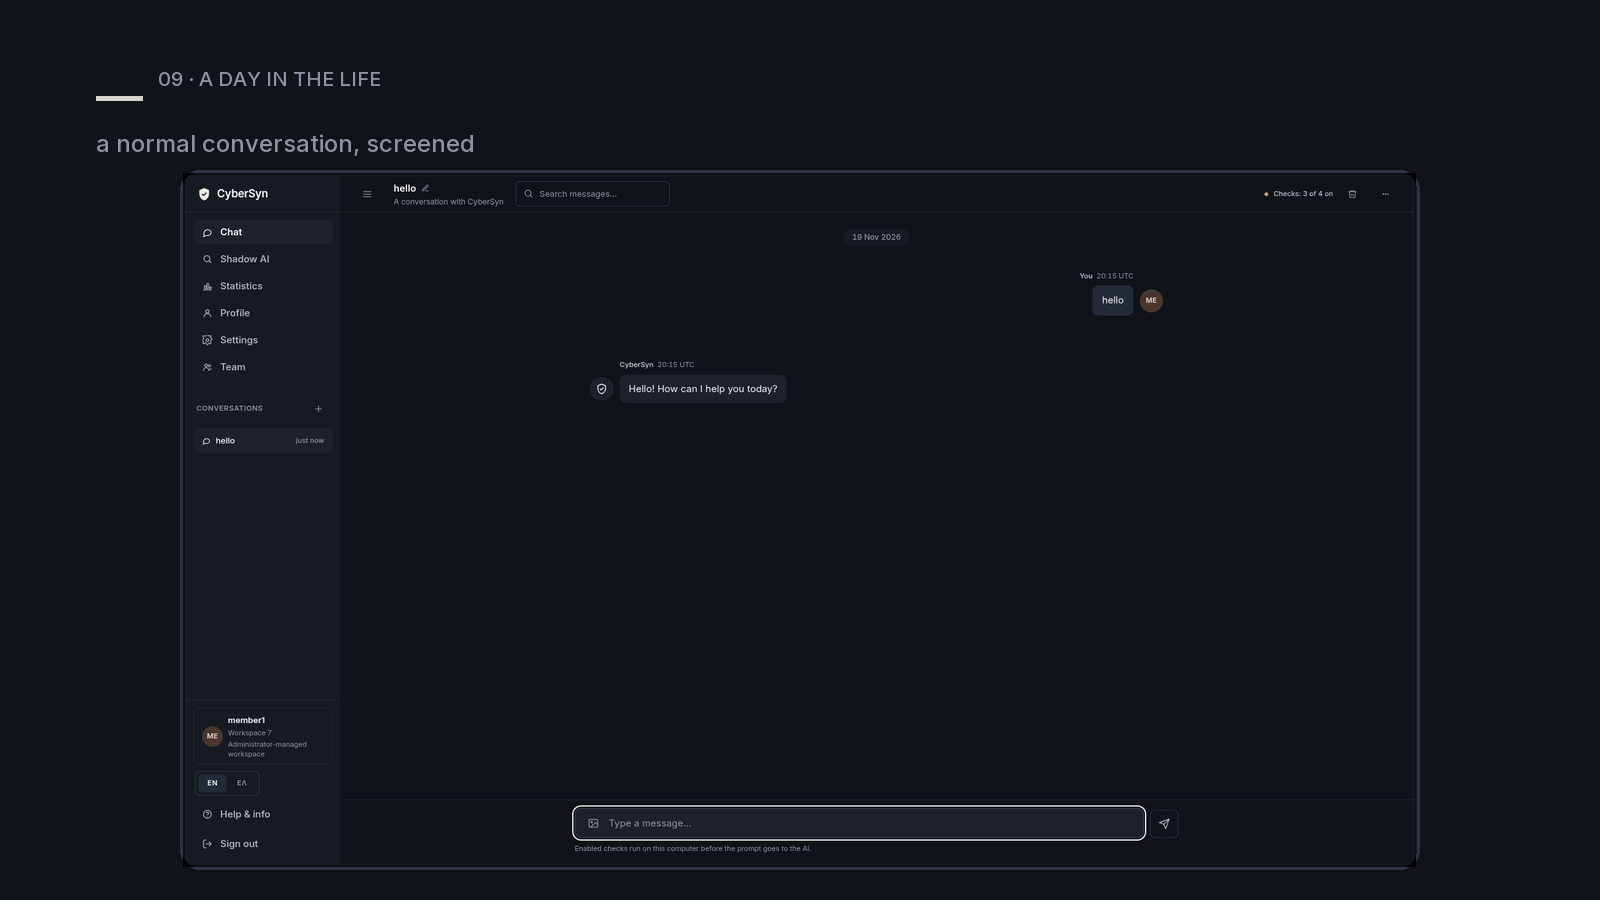 09 · A DAY IN THE LIFE
a normal conversation, screened
CyberSyn
Chat
Shadow AI
Statistics
Profile
Settings
Team
CONVERSATIONS +
hello just now
member1
ME
Workspace 7
Administrator-managed
workspace
EN ΕΛ
Help & info
Sign out
hello
A conversation with CyberSyn
Search messages...
Checks: 3 of 4 on
19 Nov 2026
You 20:15 UTC
hello
ME
CyberSyn 20:15 UTC
Hello! How can I help you today?
Type a message...
Enabled checks run on this computer before the prompt goes to the AI.